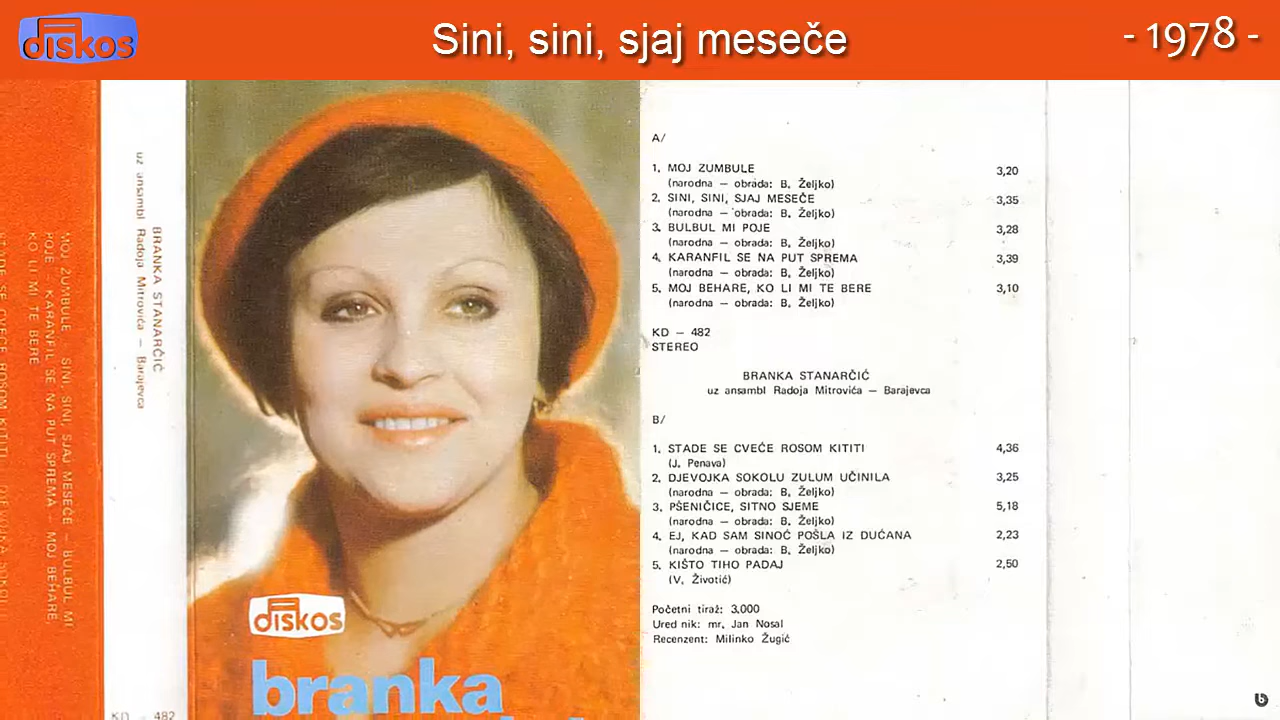 diskos
Sini, sini, sjaj meseče
- 1978 -
MOJ ZUMBULE - SINI, SINI, SJAJ MESEČE - BULBUL MI
POJE - KARANFIL SE NA PUT SPREMA - MOJ BEHARE,
KO LI MI TE BERE
BRANKA STANARČIĆ
uz ansambl Radoja Mitrovića — Barajevca
KD - 482
diskos
branka
A/
1. MOJ ZUMBULE 3,20
(narodna — obrada: B. Željko)
2. SINI, SINI, SJAJ MESEČE 3,35
(narodna — obrada: B. Željko)
3. BULBUL MI POJE 3,28
(narodna — obrada: B. Željko)
4. KARANFIL SE NA PUT SPREMA 3,39
(narodna — obrada: B. Željko)
5. MOJ BEHARE, KO LI MI TE BERE 3,10
(narodna — obrada: B. Željko)
KD — 482
STEREO
BRANKA STANARČIĆ
uz ansambl Radoja Mitrovića — Barajevca
B/
1. STADE SE CVEĆE ROSOM KITITI 4,36
(J. Penava)
2. DJEVOJKA SOKOLU ZULUM UČINILA 3,25
(narodna — obrada: B. Željko)
3. PŠENIČICE, SITNO SJEME 5,18
(narodna — obrada: B. Željko)
4. EJ, KAD SAM SINOĆ POŠLA IZ DUĆANA 2,23
(narodna — obrada: B. Željko)
5. KIŠTO TIHO PADAJ 2,50
(V. Životić)
Početni tiraž: 3.000
Ured nik: mr. Jan Nosal
Recenzent: Milinko Žugić